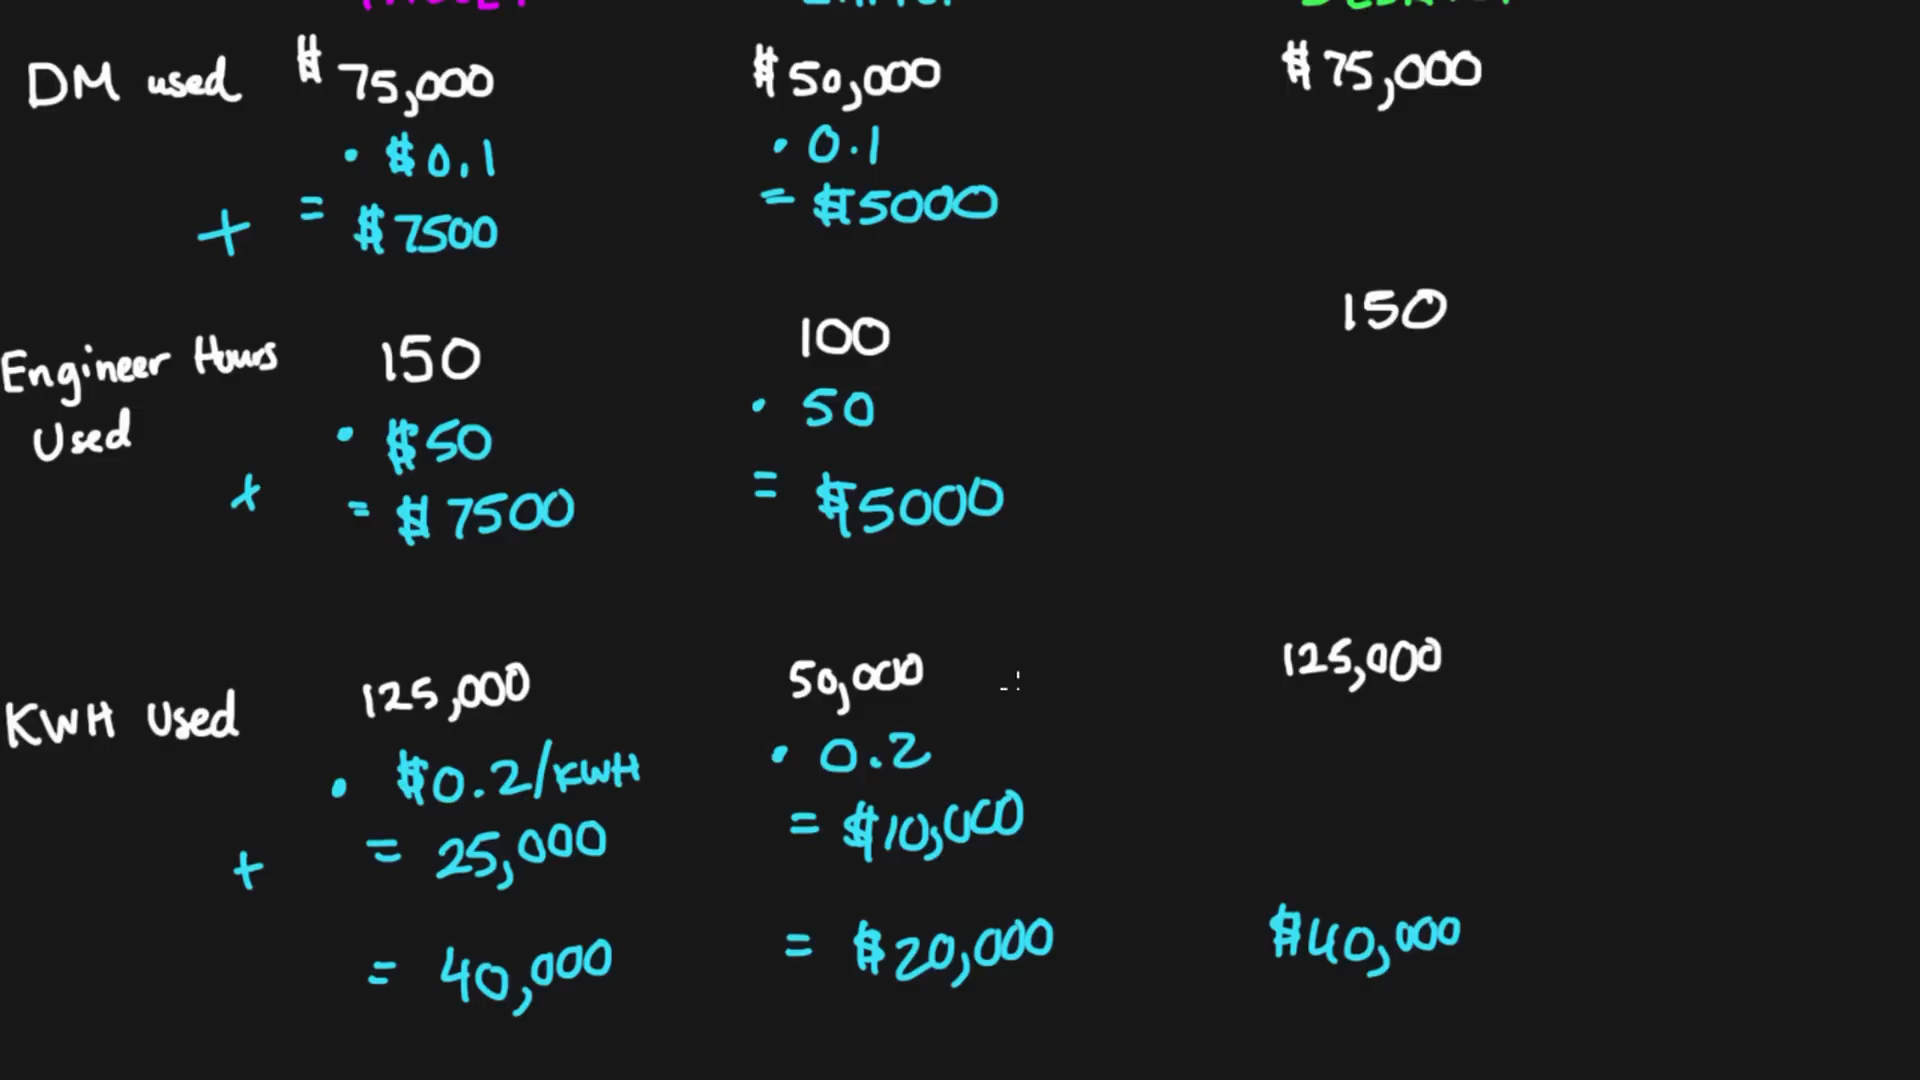 DM used $ 75,000 $50,000 $75,000
· $0.1 · 0.1
+ = $7500 = $5000
Engineer Hours 150 100 150
Used · $50 · 50
+ = $7500 = $5000
KWH Used 125,000 50,000 125,000
· $0.2/KWH · 0.2
+ = 25,000 = $10,000
= 40,000 = $20,000 $40,000